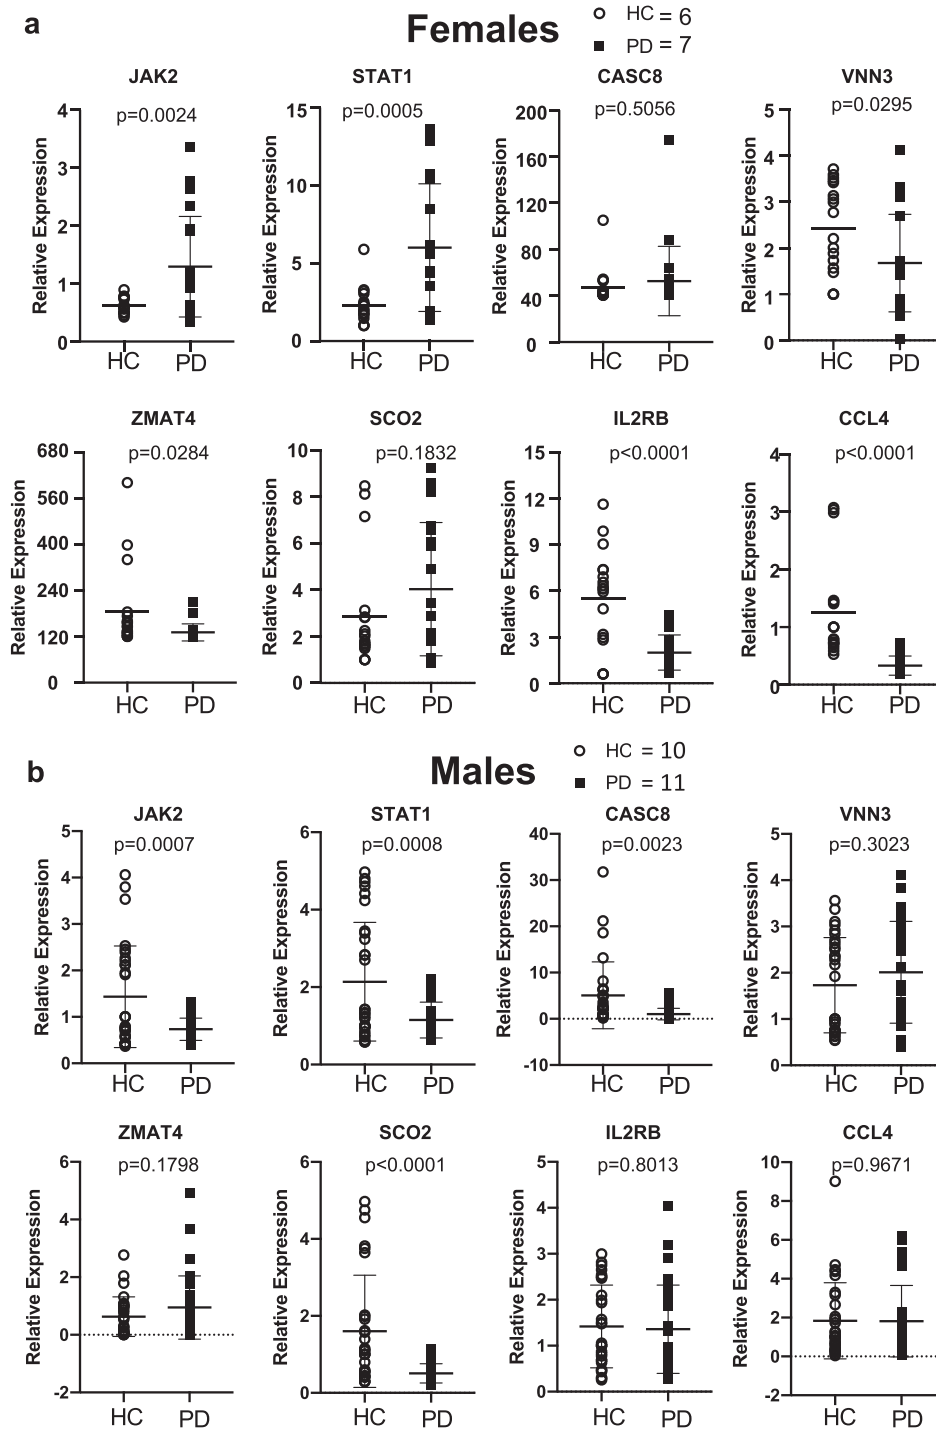 a
Females
HC = 6
PD = 7
JAK2
STAT1
CASC8
VNN3
p=0.0024
p=0.0005
p=0.5056
p=0.0295
Relative Expression
4
3
2
1
0
HC
PD
Relative Expression
15
10
5
0
HC
PD
Relative Expression
200
160
120
80
40
0
HC
PD
Relative Expression
5
4
3
2
1
0
HC
PD
ZMAT4
SCO2
IL2RB
CCL4
p=0.0284
p=0.1832
p<0.0001
p<0.0001
Relative Expression
680
560
400
240
120
0
HC
PD
Relative Expression
10
8
6
4
2
0
HC
PD
Relative Expression
15
12
9
6
3
0
HC
PD
Relative Expression
4
3
2
1
0
HC
PD
b
Males
HC = 10
PD = 11
JAK2
STAT1
CASC8
VNN3
p=0.0007
p=0.0008
p=0.0023
p=0.3023
Relative Expression
5
4
3
2
1
0
HC
PD
Relative Expression
6
4
2
0
HC
PD
Relative Expression
40
30
20
10
0
-10
HC
PD
Relative Expression
5
4
3
2
1
0
HC
PD
ZMAT4
SCO2
IL2RB
CCL4
p=0.1798
p<0.0001
p=0.8013
p=0.9671
Relative Expression
6
4
2
0
-2
HC
PD
Relative Expression
6
4
2
0
HC
PD
Relative Expression
5
4
3
2
1
0
HC
PD
Relative Expression
10
8
6
4
2
0
-2
HC
PD